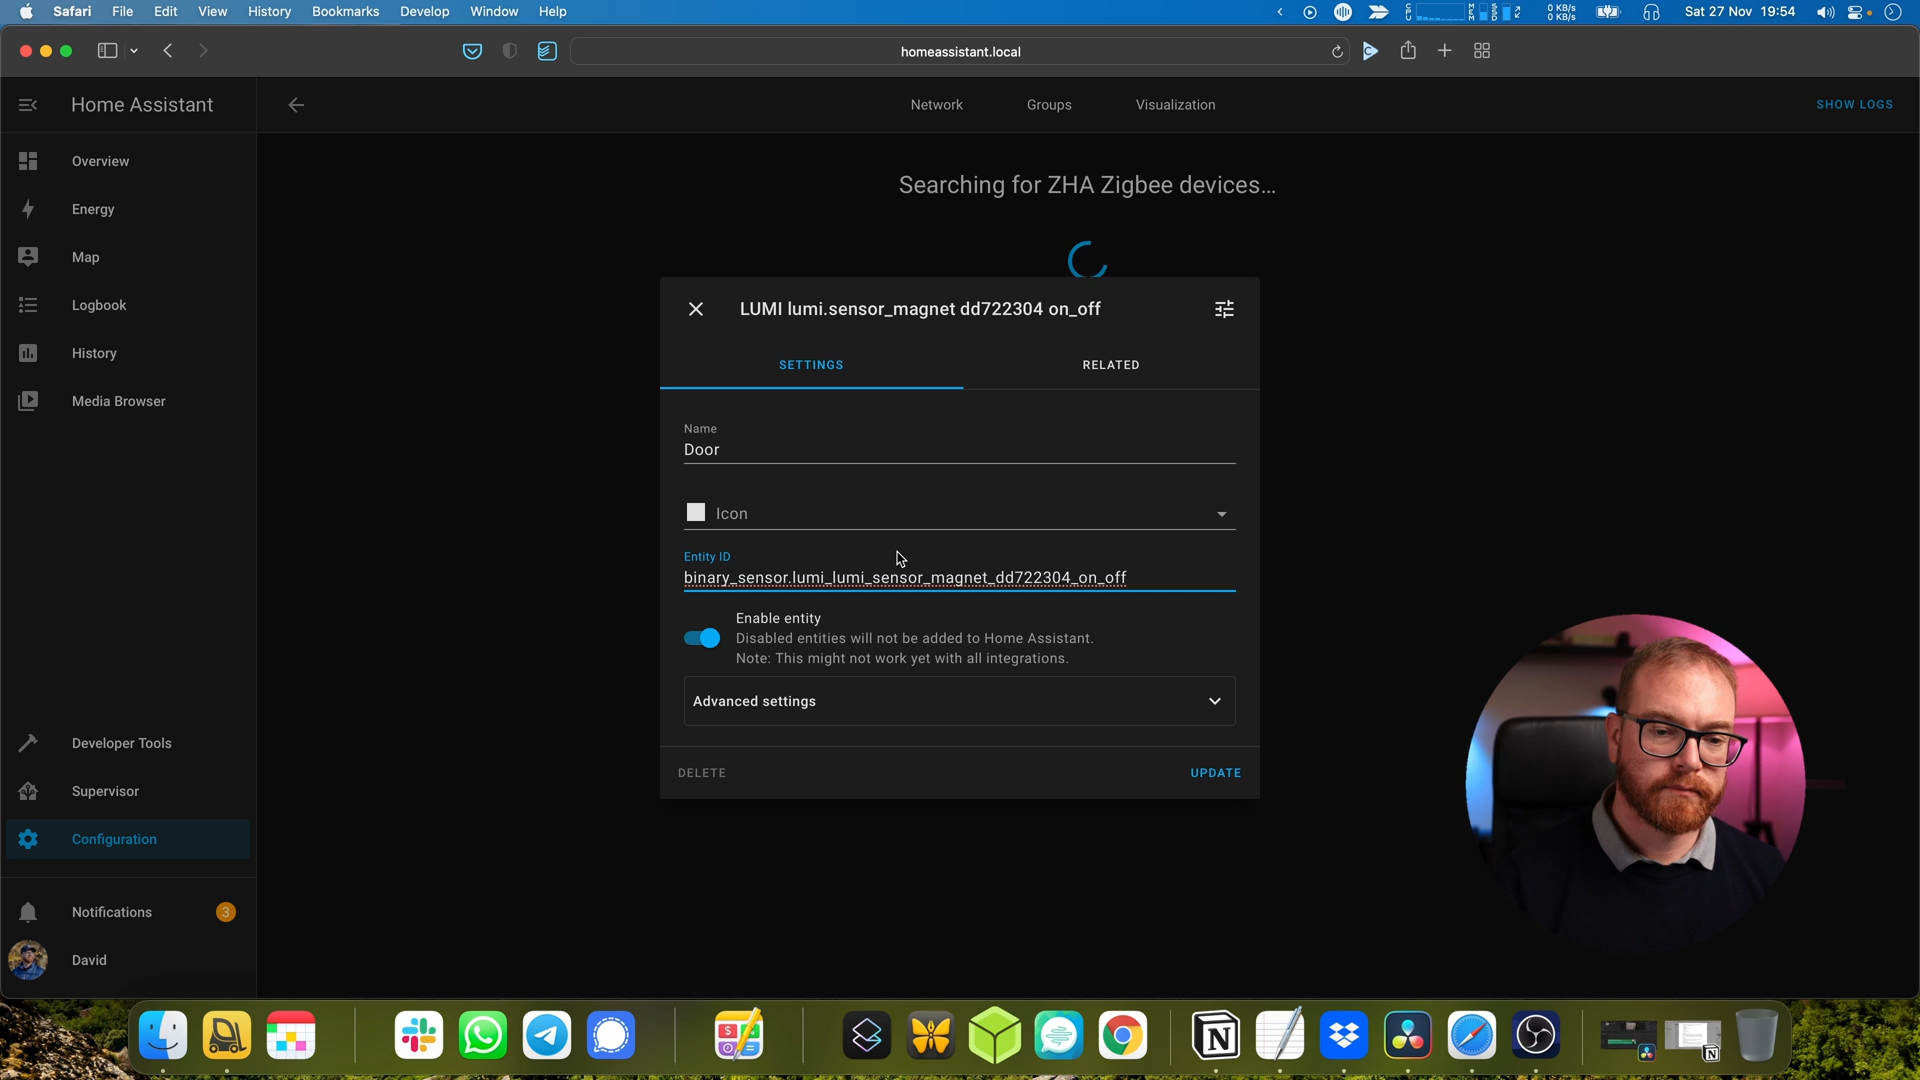 Safari File Edit View History Bookmarks Develop Window Help
0 KB/s
0 KB/s
Sat 27 Nov 19:54
homeassistant.local
Home Assistant
Network Groups Visualization
SHOW LOGS
Overview
Energy
Map
Logbook
History
Media Browser
Developer Tools
Supervisor
Configuration
Notifications 3
David
Searching for ZHA Zigbee devices...
LUMI lumi.sensor_magnet dd722304 on_off
SETTINGS RELATED
Name
Door
Icon
Entity ID
binary_sensor.lumi_lumi_sensor_magnet_dd722304_on_off
Enable entity
Disabled entities will not be added to Home Assistant.
Note: This might not work yet with all integrations.
Advanced settings
DELETE UPDATE